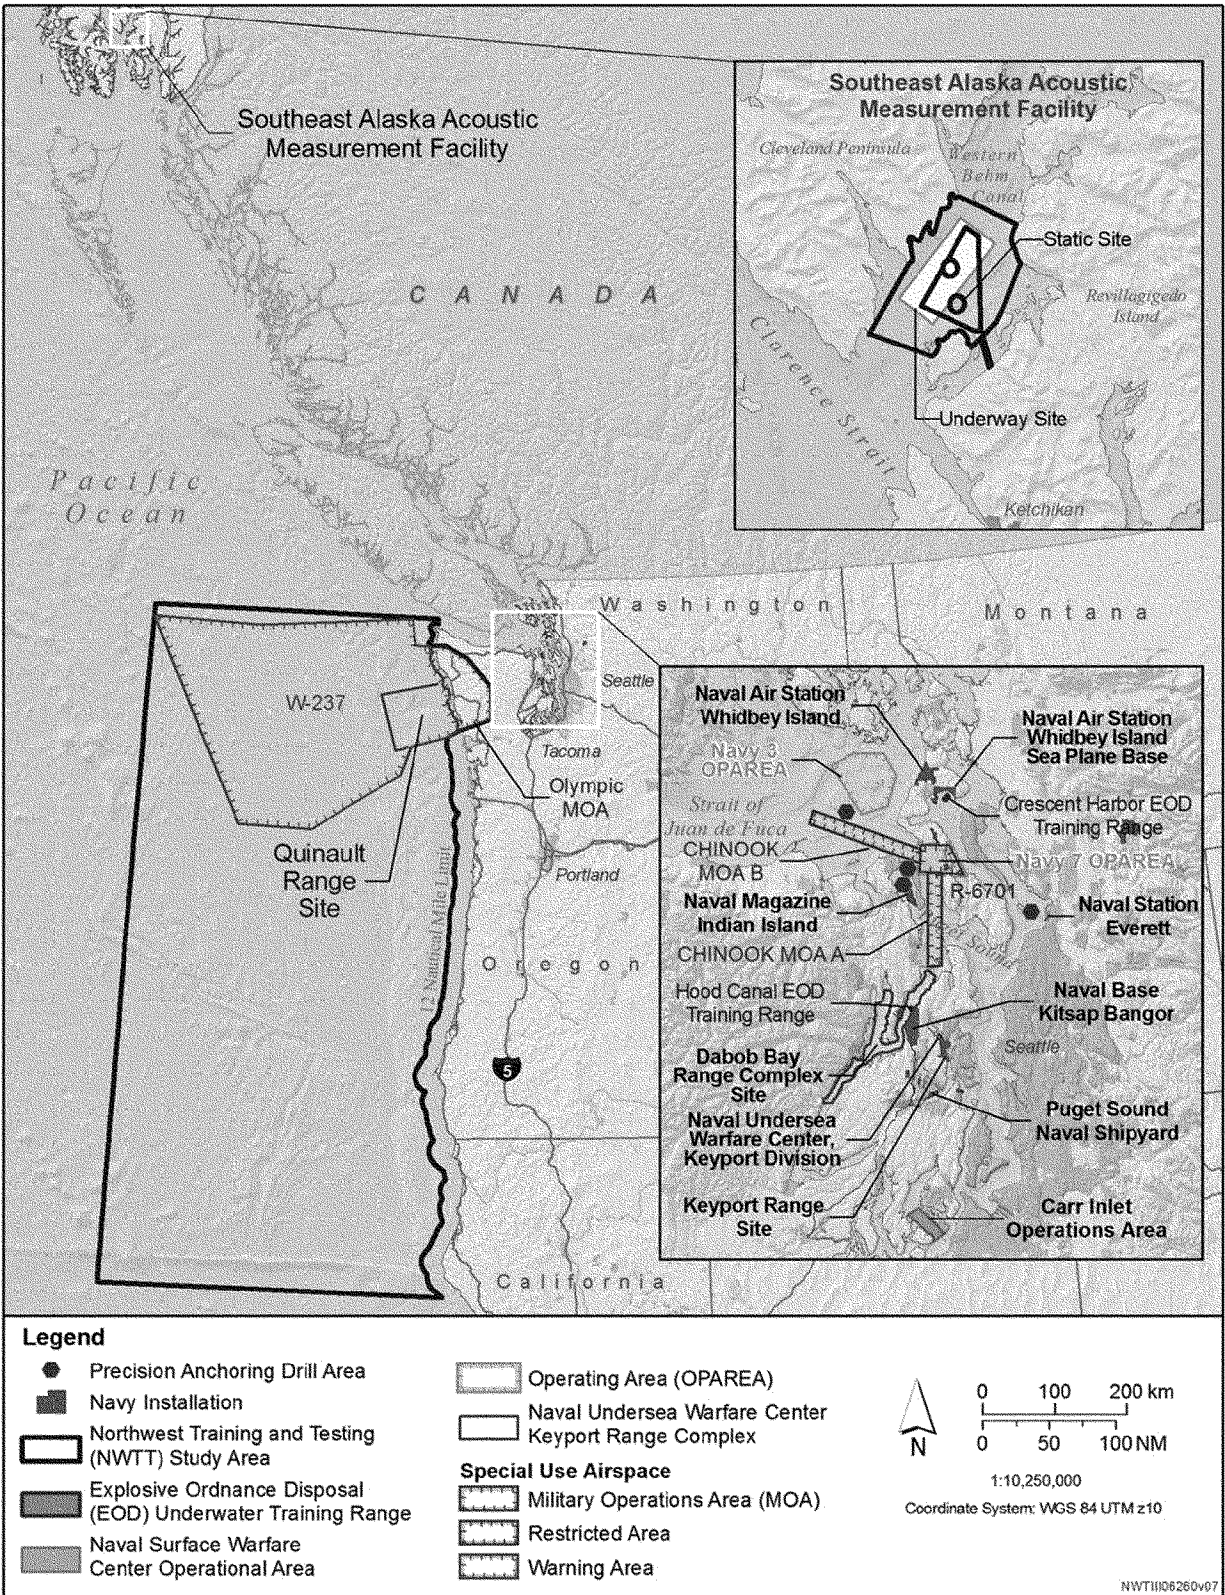 Southeast Alaska Acoustic
Measurement Facility
Southeast Alaska Acoustic
Measurement Facility
Cleveland Peninsula
Western
Behm
Canal
Static Site
Revillagigedo
Island
Clarence Strait
Underway Site
Ketchikan
CANADA
Pacific
Ocean
Washington
Montana
W-237
Seattle
Tacoma
Olympic
MOA
Quinault
Range
Site
Portland
12 Nautical Mile Limit
Oregon
5
California
Naval Air Station
Whidbey Island
Naval Air Station
Whidbey Island
Sea Plane Base
Navy 3
OPAREA
Strait of
Juan de Fuca
Crescent Harbor EOD
Training Range
CHINOOK
MOA B
Navy 7 OPAREA
R-6701
Naval Magazine
Indian Island
Naval Station
Everett
CHINOOK MOA A
Sound
Hood Canal EOD
Training Range
Naval Base
Kitsap Bangor
Seattle
Dabob Bay
Range Complex
Site
Naval Undersea
Warfare Center,
Keyport Division
Puget Sound
Naval Shipyard
Keyport Range
Site
Carr Inlet
Operations Area
Legend
Precision Anchoring Drill Area
Navy Installation
Northwest Training and Testing
(NWTT) Study Area
Explosive Ordnance Disposal
(EOD) Underwater Training Range
Naval Surface Warfare
Center Operational Area
Operating Area (OPAREA)
Naval Undersea Warfare Center
Keyport Range Complex
Special Use Airspace
Military Operations Area (MOA)
Restricted Area
Warning Area
N
0 100 200 km
0 50 100 NM
1:10,250,000
Coordinate System: WGS 84 UTM z10
NWTIII06260v07